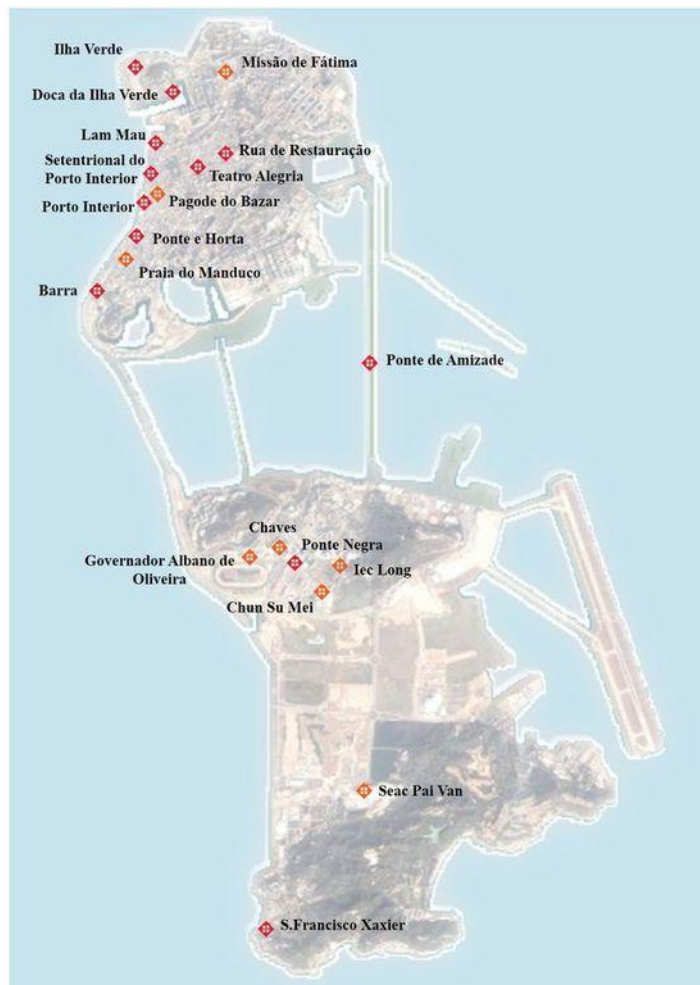 Ilha Verde
Missão de Fátima
Doca da Ilha Verde
Lam Mau
Rua de Restauração
Setentrional do
Porto Interior
Teatro Alegria
Pagode do Bazar
Porto Interior
Ponte e Horta
Praia do Manduco
Barra
Ponte de Amizade
Chaves
Ponte Negra
Governador Albano de
Oliveira
Iec Long
Chun Su Mei
Seac Pai Van
S.Francisco Xaxier